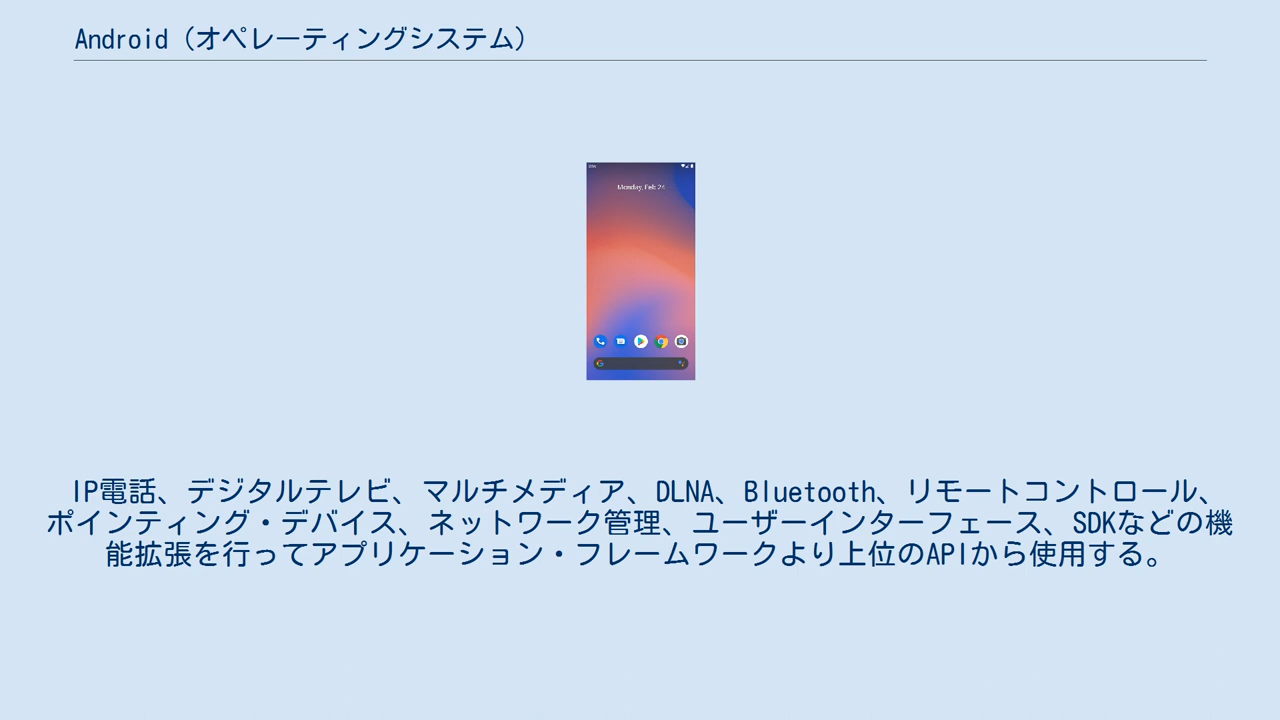 Android（オペレーティングシステム）
Monday, Feb 24
IP電話、デジタルテレビ、マルチメディア、DLNA、Bluetooth、リモートコントロール、
ポインティング・デバイス、ネットワーク管理、ユーザーインターフェース、SDKなどの機
能拡張を行ってアプリケーション・フレームワークより上位のAPIから使用する。